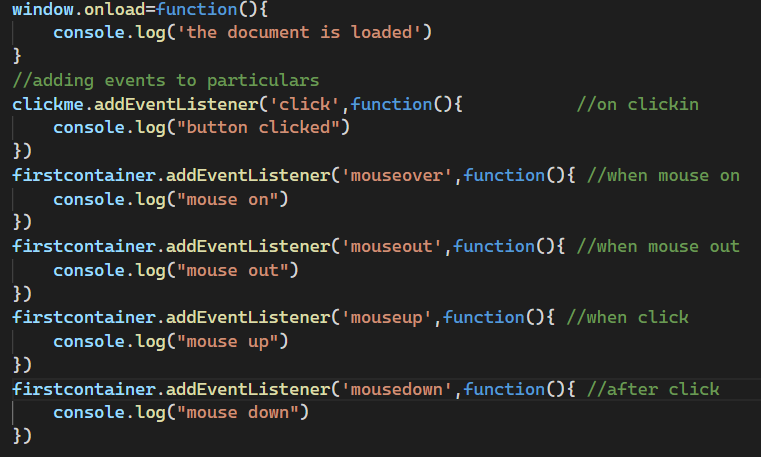 window.onload=function(){
    console.log('the document is loaded')
}
//adding events to particulars
clickme.addEventListener('click',function(){           //on clickin
    console.log("button clicked")
})
firstcontainer.addEventListener('mouseover',function(){ //when mouse on
    console.log("mouse on")
})
firstcontainer.addEventListener('mouseout',function(){ //when mouse out
    console.log("mouse out")
})
firstcontainer.addEventListener('mouseup',function(){ //when click
    console.log("mouse up")
})
firstcontainer.addEventListener('mousedown',function(){ //after click
    console.log("mouse down")
})